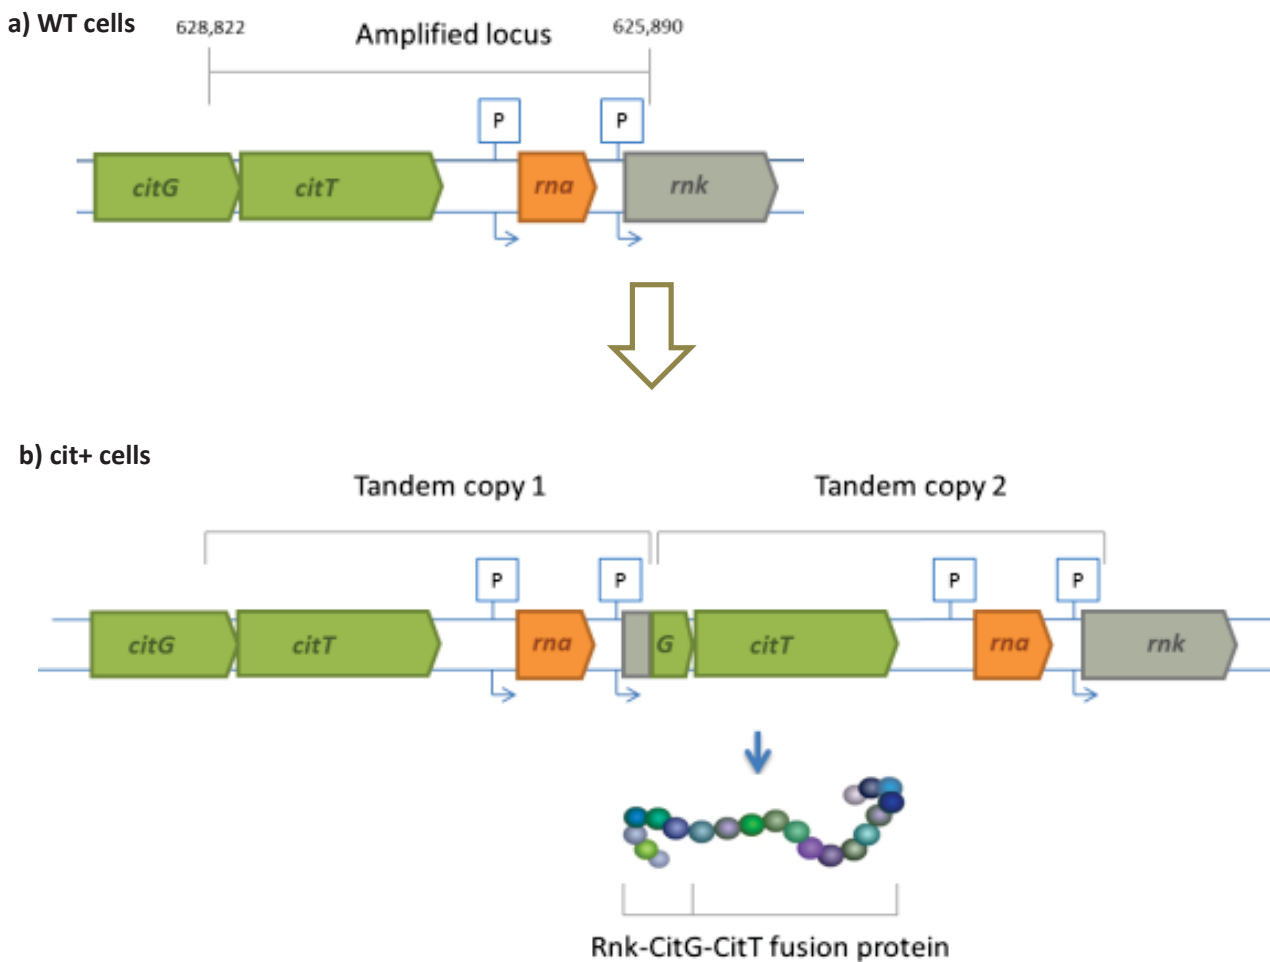 a) WT cells
628,822
Amplified locus
625,890
P
P
citG
citT
rna
rnk
b) cit+ cells
Tandem copy 1
Tandem copy 2
P
P
P
P
citG
citT
rna
G
citT
rna
rnk
Rnk-CitG-CitT fusion protein